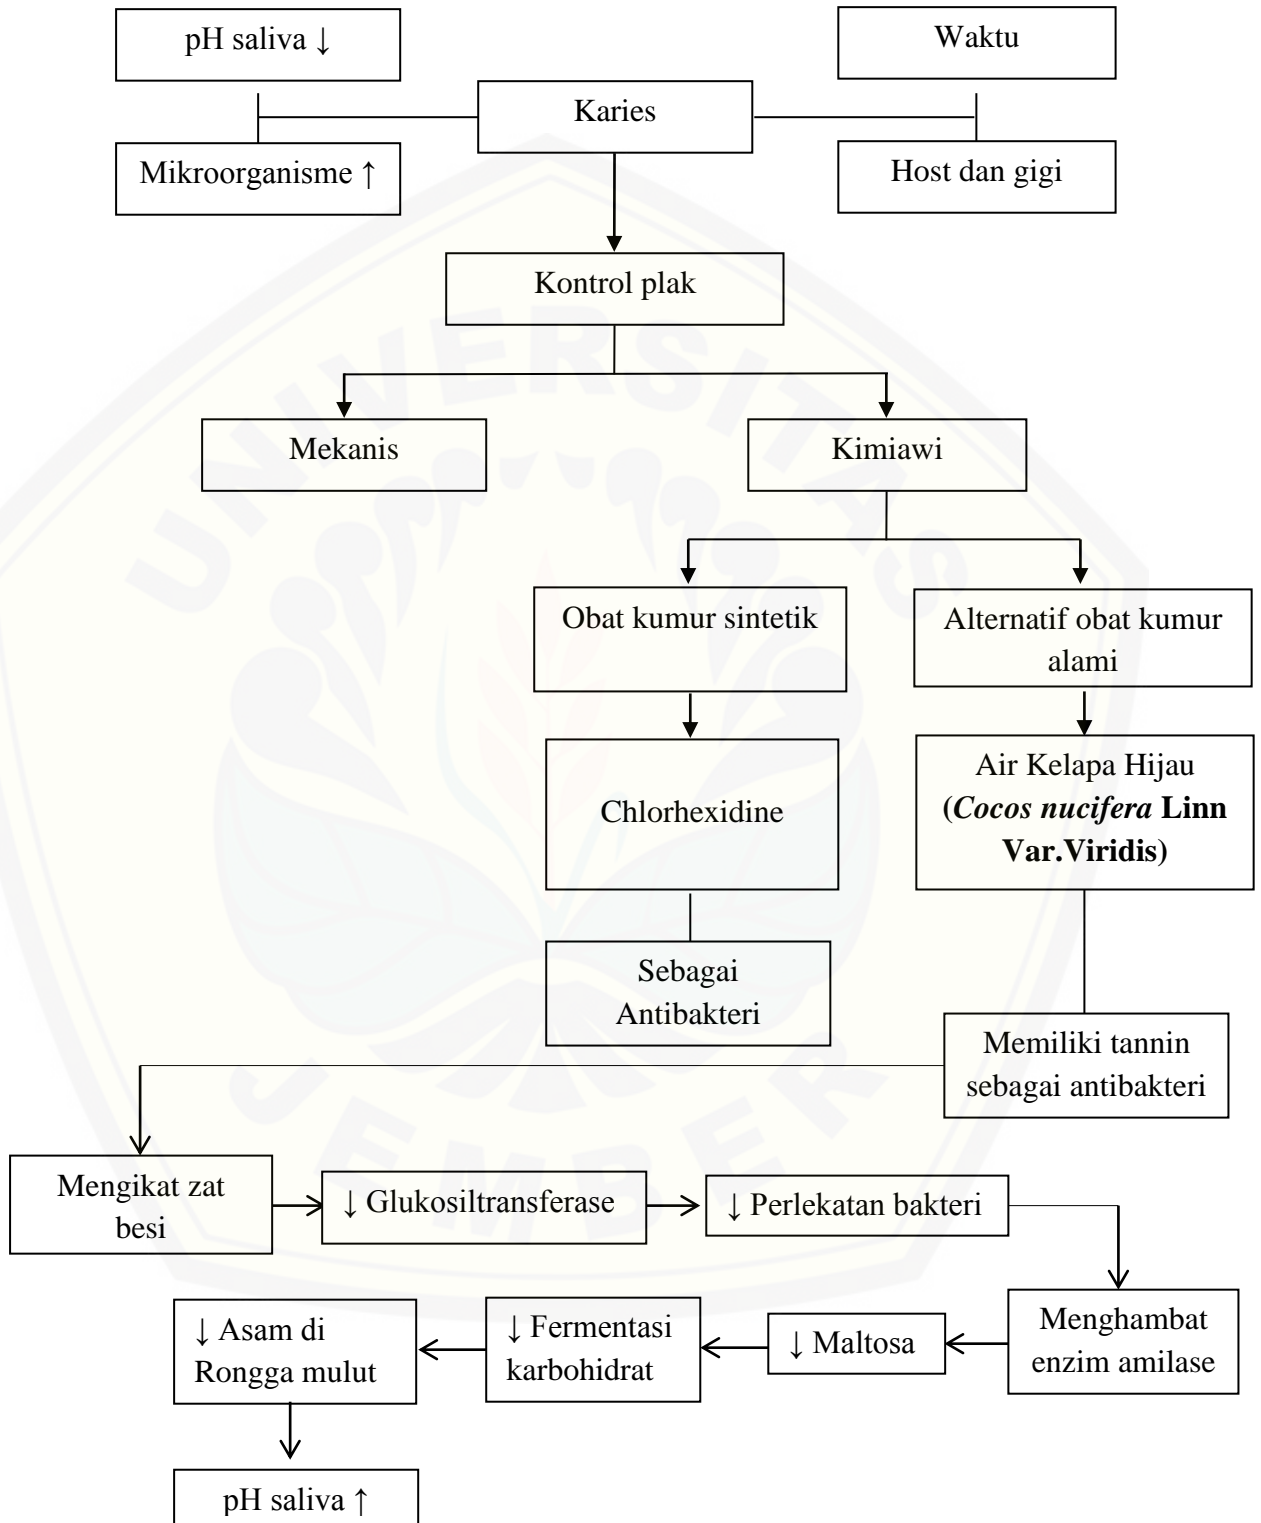 pH saliva ↓
Waktu
Karies
Mikroorganisme ↑
Host dan gigi
Kontrol plak
Mekanis
Kimiawi
Obat kumur sintetik
Alternatif obat kumur
alami
Chlorhexidine
Air Kelapa Hijau
(Cocos nucifera Linn
Var.Viridis)
Sebagai
Antibakteri
Memiliki tannin
sebagai antibakteri
Mengikat zat
besi
↓ Glukosiltransferase
↓ Perlekatan bakteri
Menghambat
enzim amilase
↓ Maltosa
↓ Fermentasi
karbohidrat
↓ Asam di
Rongga mulut
pH saliva ↑
UNIVERSITAS
JEMBER